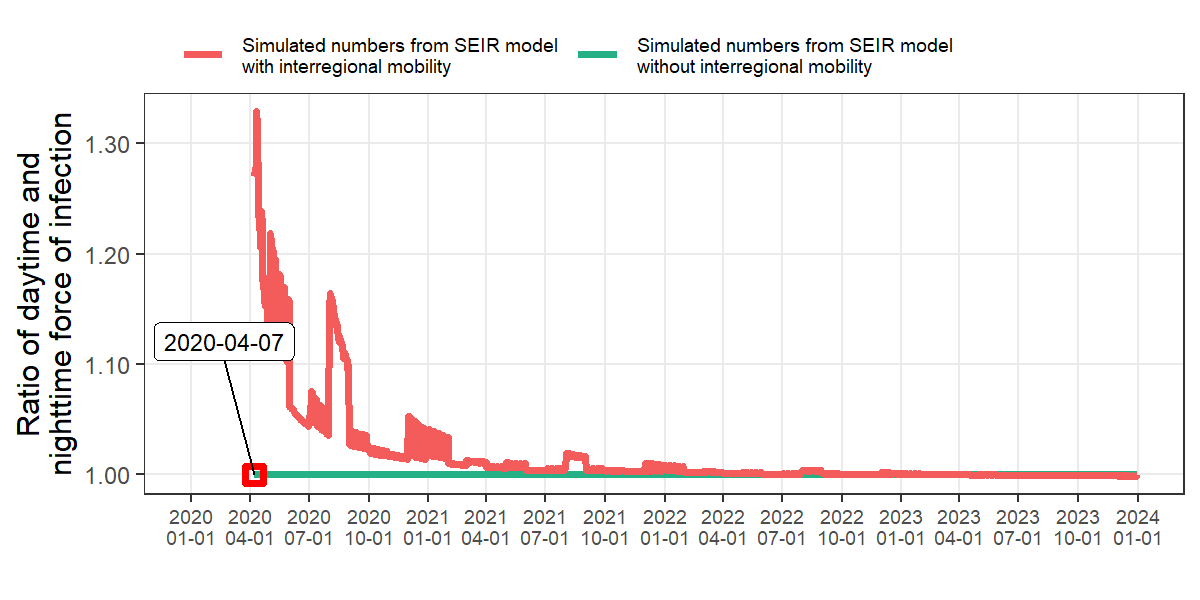 Simulated numbers from SEIR model
with interregional mobility
Simulated numbers from SEIR model
without interregional mobility
Ratio of daytime and
nighttime force of infection
1.30
1.20
1.10
1.00
2020-04-07
2020 2020 2020 2020 2021 2021 2021 2021 2022 2022 2022 2022 2023 2023 2023 2023 2024
01-01 04-01 07-01 10-01 01-01 04-01 07-01 10-01 01-01 04-01 07-01 10-01 01-01 04-01 07-01 10-01 01-01